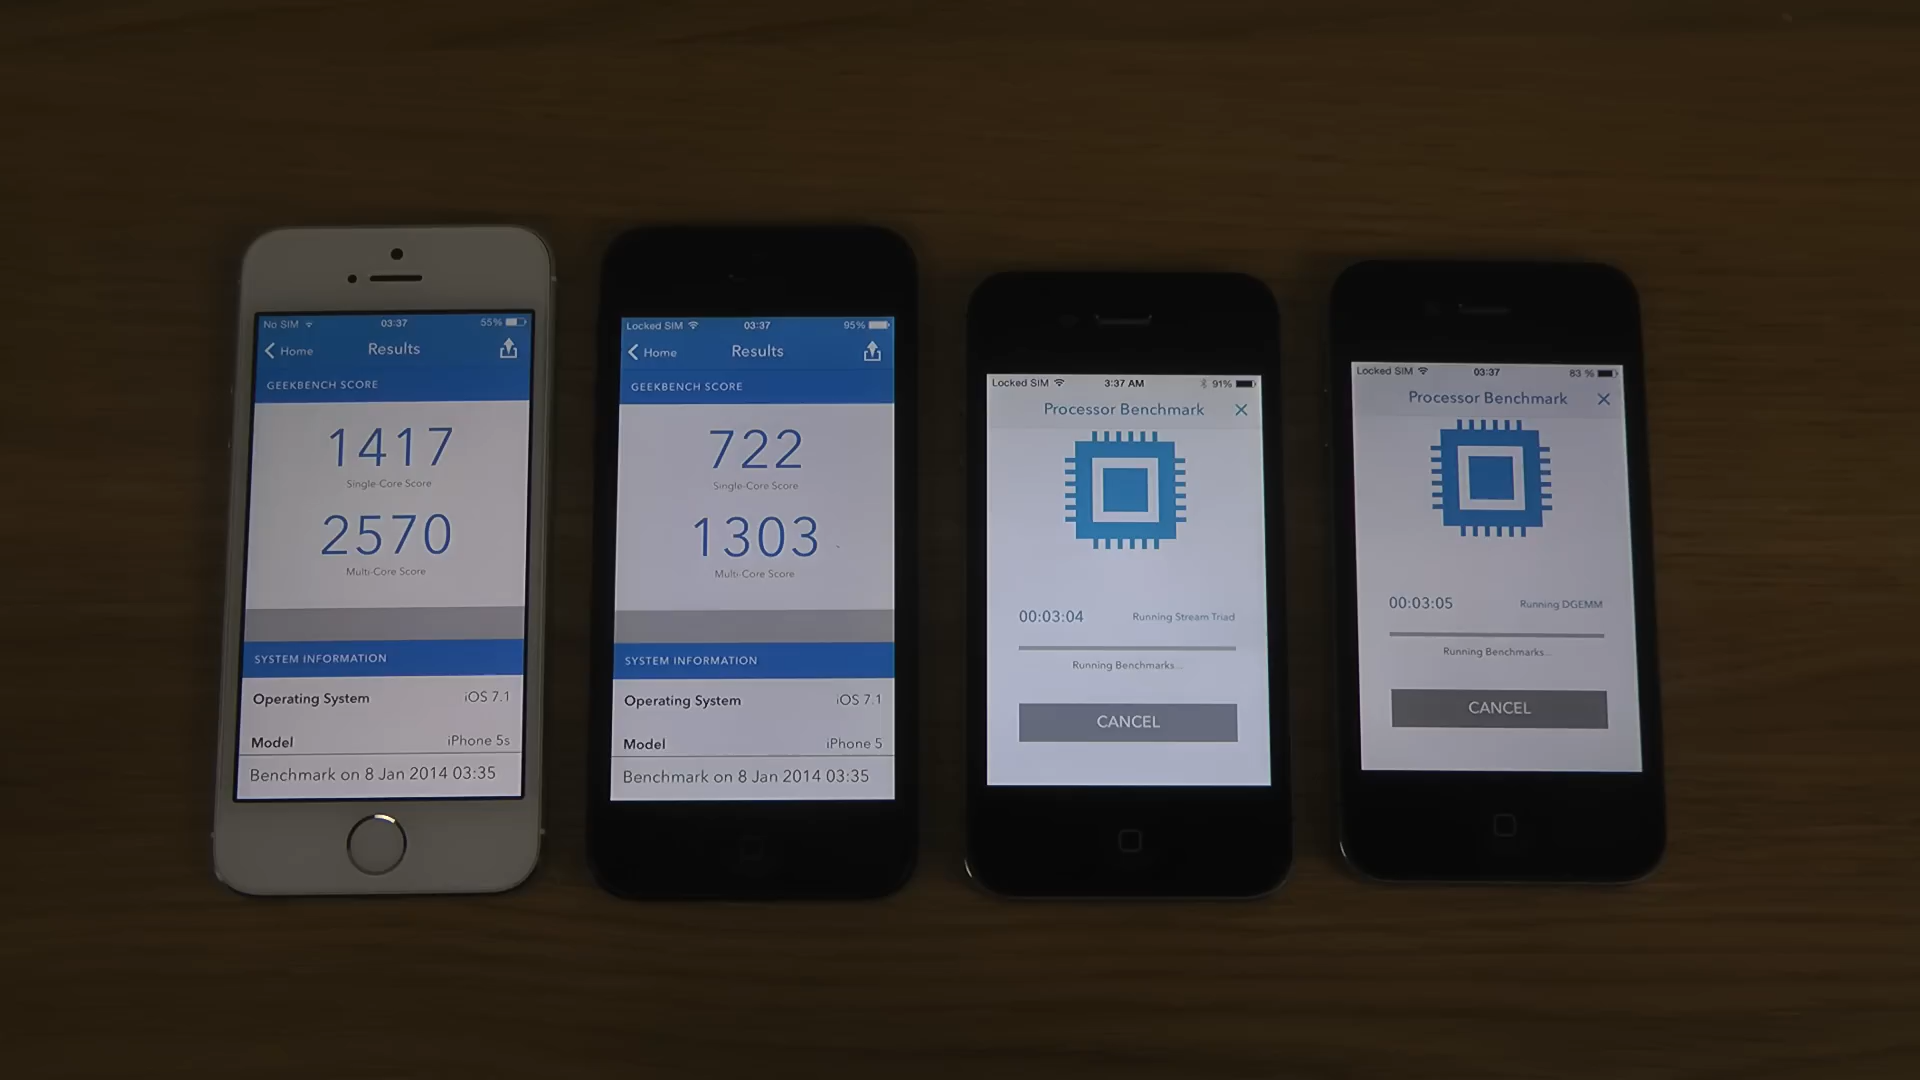 No SIM 03:37 55%
Home Results
GEEKBENCH SCORE
1417
Single-Core Score
2570
Multi-Core Score
SYSTEM INFORMATION
Operating System iOS 7.1
Model iPhone 5s
Benchmark on 8 Jan 2014 03:35
Locked SIM 03:37 95%
Home Results
GEEKBENCH SCORE
722
Single-Core Score
1303
Multi-Core Score
SYSTEM INFORMATION
Operating System iOS 7.1
Model iPhone 5
Benchmark on 8 Jan 2014 03:35
Locked SIM 3:37 AM 91%
Processor Benchmark
00:03:04 Running Stream Triad
Running Benchmarks...
CANCEL
Locked SIM 03:37 83 %
Processor Benchmark
00:03:05 Running DGEMM
Running Benchmarks...
CANCEL